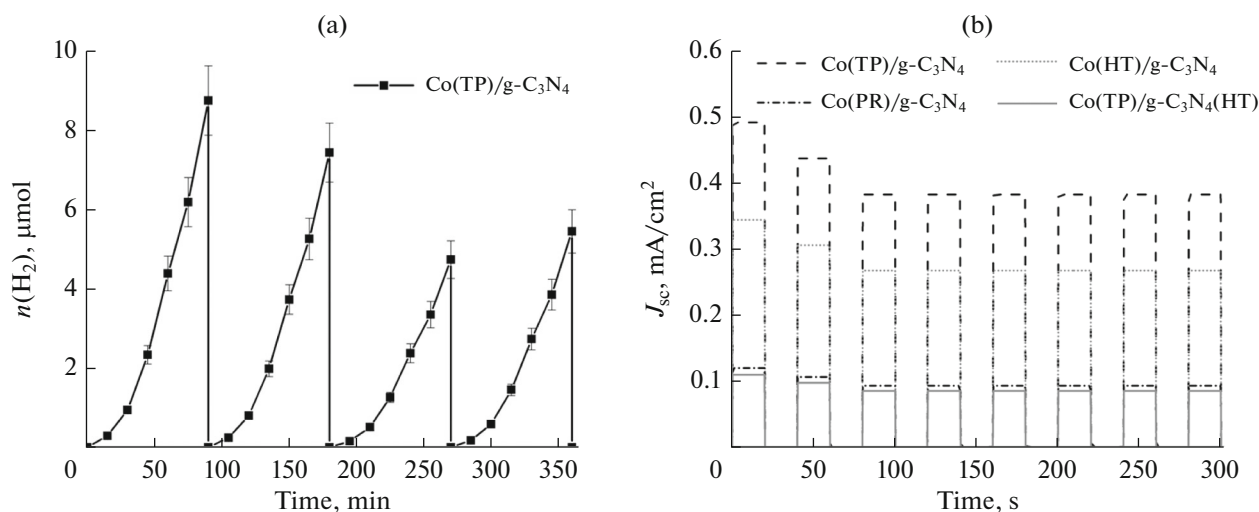 (a)
10
8
6
4
2
0
n(H₂), μmol
Co(TP)/g-C₃N₄
50 100 150 200 250 300 350
Time, min
(b)
0.6
0.5
0.4
0.3
0.2
0.1
0
J_sc, mA/cm²
Co(TP)/g-C₃N₄ Co(HT)/g-C₃N₄
Co(PR)/g-C₃N₄ Co(TP)/g-C₃N₄(HT)
50 100 150 200 250 300
Time, s